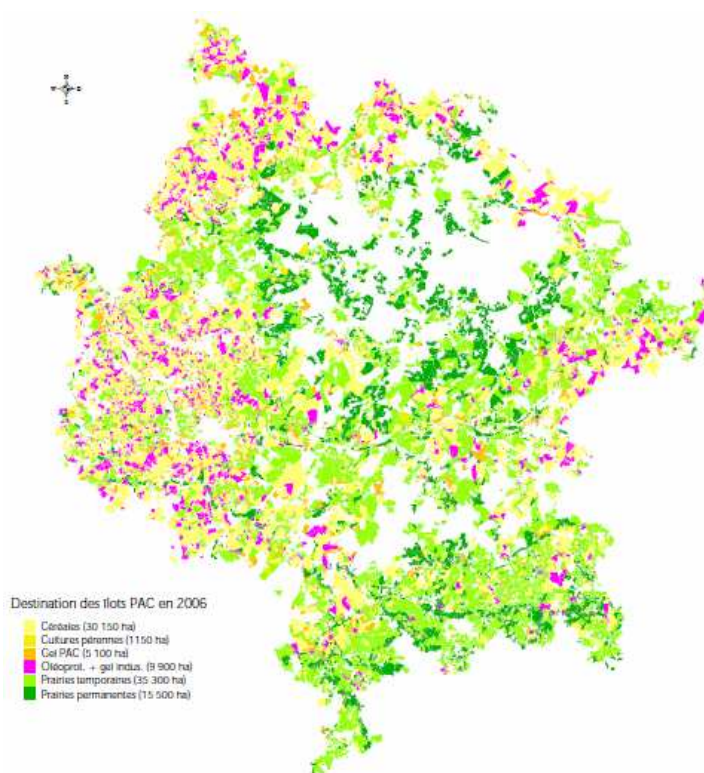 N
S
Destination des îlots PAC en 2006
Céréales (30 150 ha)
Cultures pérennes (1150 ha)
Gel PAC (5 100 ha)
Oléoprot. + gel indus. (9 900 ha)
Prairies temporaires (35 300 ha)
Prairies permanentes (15 500 ha)